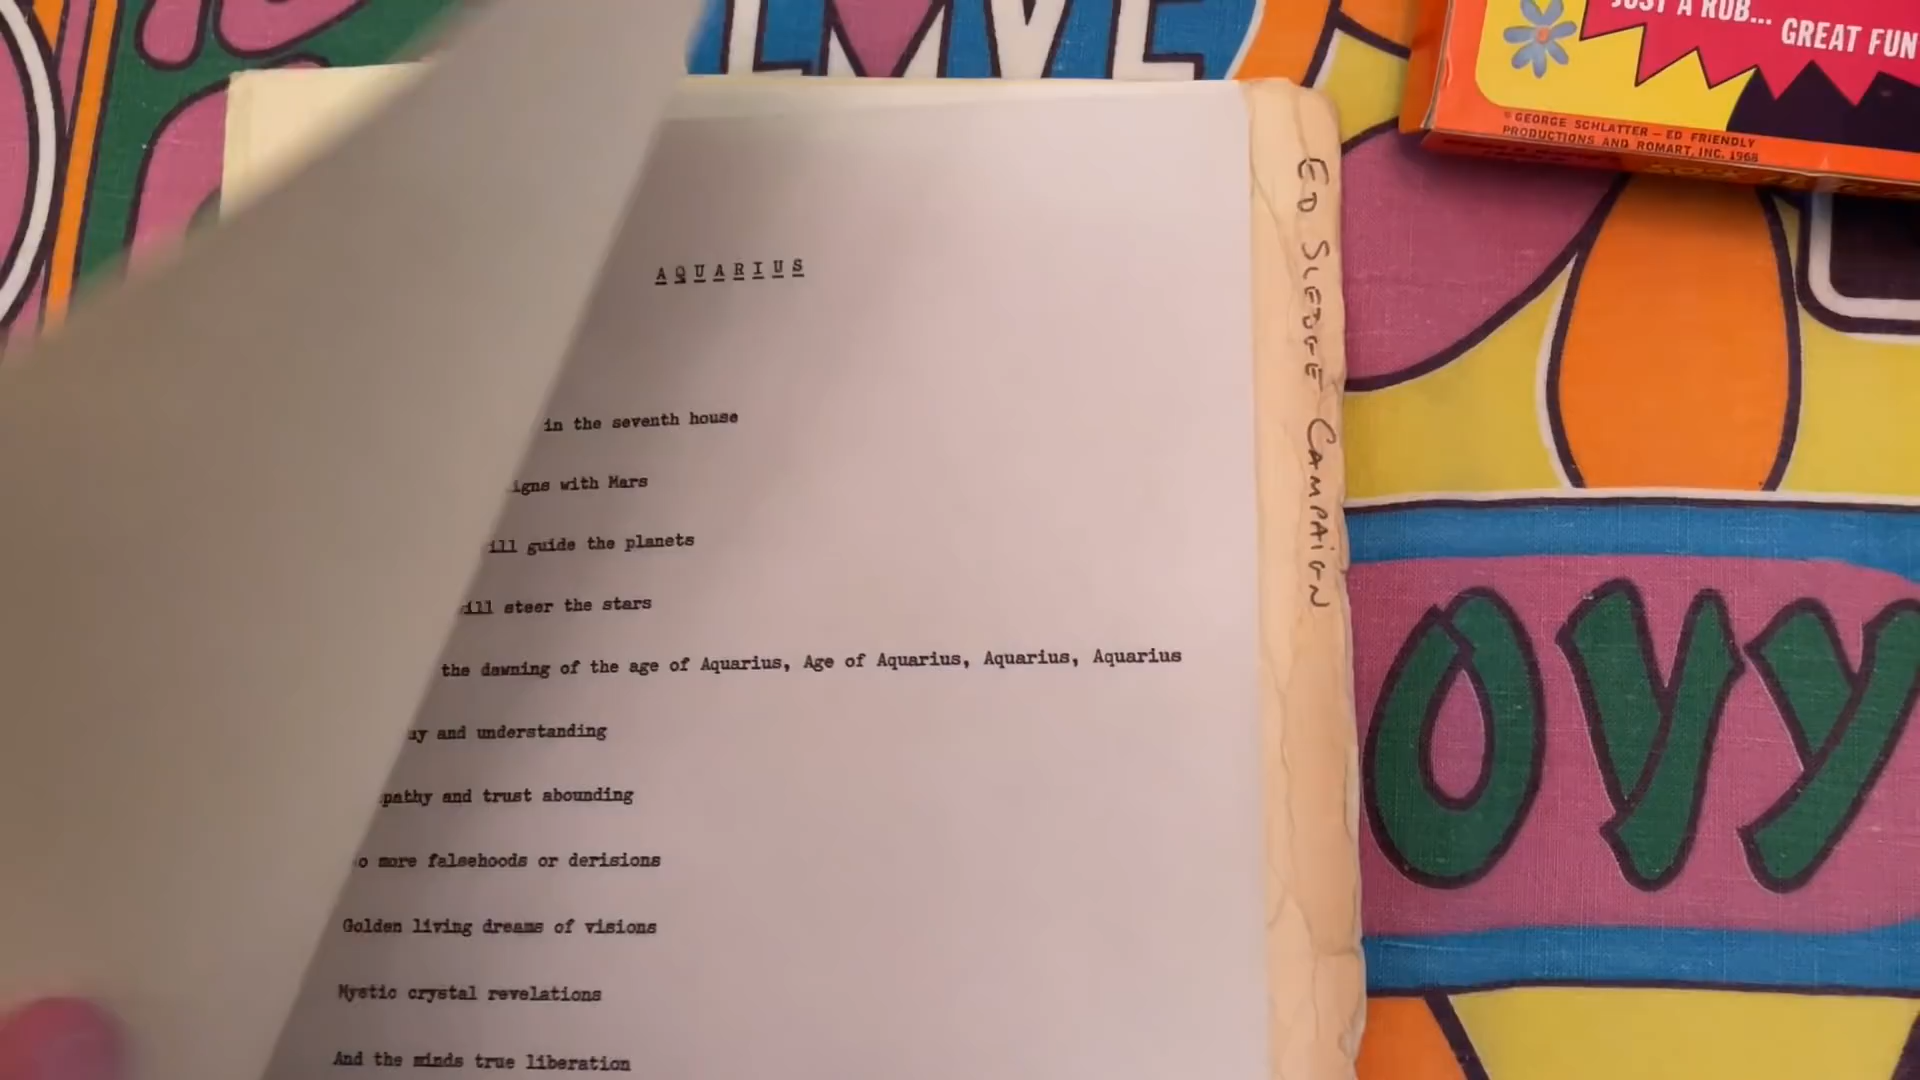 LOVE
JUST A RUB... GREAT FUN
© GEORGE SCHLATTER — ED FRIENDLY
PRODUCTIONS AND ROMART, INC. 1968
ED SLEDGE CAMPAIGN
AQUARIUS
in the seventh house
igns with Mars
ill guide the planets
ill steer the stars
the dawning of the age of Aquarius, Age of Aquarius, Aquarius, Aquarius
ny and understanding
pathy and trust abounding
o more falsehoods or derisions
Golden living dreams of visions
Mystic crystal revelations
And the minds true liberation
OVY